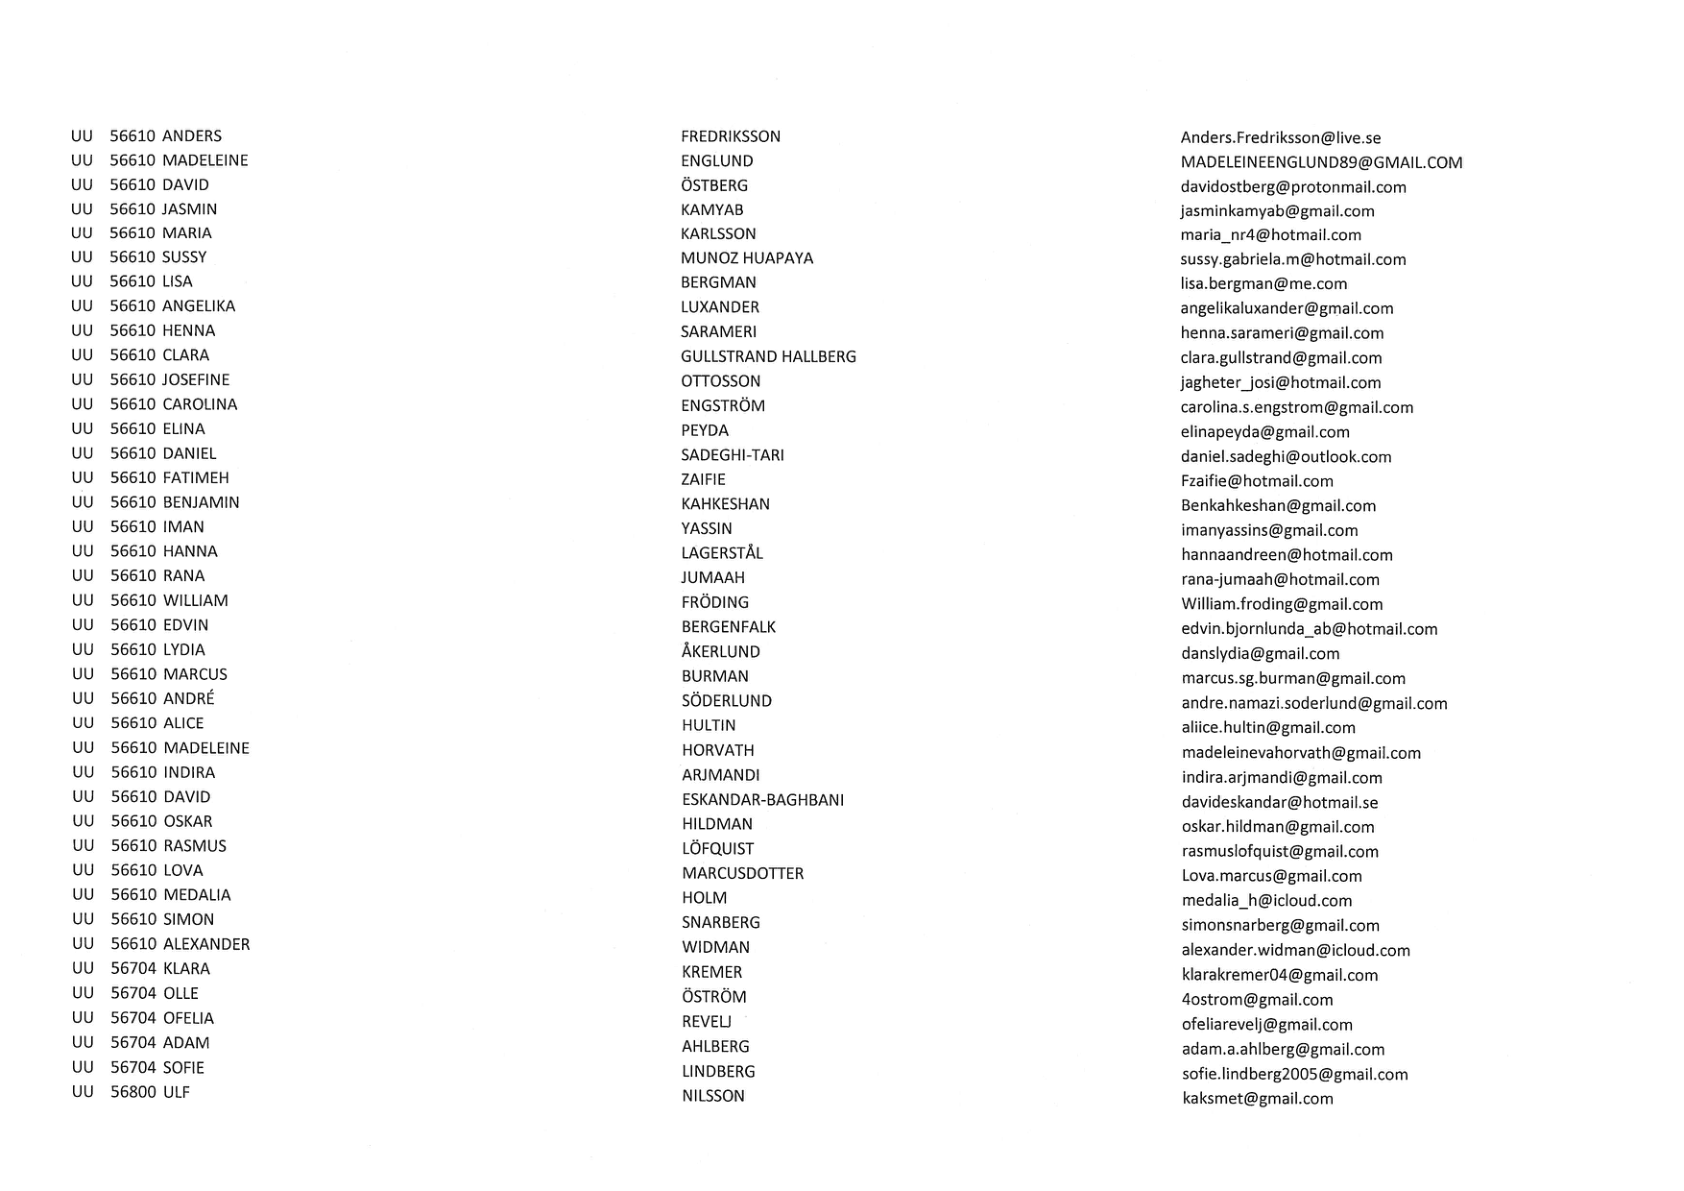 UU 56610 ANDERS FREDRIKSSON Anders.Fredriksson@live.se
UU 56610 MADELEINE ENGLUND MADELEINEENGLUND89@GMAIL.COM
UU 56610 DAVID ÖSTBERG davidostberg@protonmail.com
UU 56610 JASMIN KAMYAB jasminkamyab@gmail.com
UU 56610 MARIA KARLSSON maria_nr4@hotmail.com
UU 56610 SUSSY MUNOZ HUAPAYA sussy.gabriela.m@hotmail.com
UU 56610 LISA BERGMAN lisa.bergman@me.com
UU 56610 ANGELIKA LUXANDER angelikaluxander@gmail.com
UU 56610 HENNA SARAMERI henna.sarameri@gmail.com
UU 56610 CLARA GULLSTRAND HALLBERG clara.gullstrand@gmail.com
UU 56610 JOSEFINE OTTOSSON jagheter_josi@hotmail.com
UU 56610 CAROLINA ENGSTRÖM carolina.s.engstrom@gmail.com
UU 56610 ELINA PEYDA elinapeyda@gmail.com
UU 56610 DANIEL SADEGHI-TARI daniel.sadeghi@outlook.com
UU 56610 FATIMEH ZAIFIE Fzaifie@hotmail.com
UU 56610 BENJAMIN KAHKESHAN Benkahkeshan@gmail.com
UU 56610 IMAN YASSIN imanyassins@gmail.com
UU 56610 HANNA LAGERSTÅL hannaandreen@hotmail.com
UU 56610 RANA JUMAAH rana-jumaah@hotmail.com
UU 56610 WILLIAM FRÖDING William.froding@gmail.com
UU 56610 EDVIN BERGENFALK edvin.bjornlunda_ab@hotmail.com
UU 56610 LYDIA ÅKERLUND danslydia@gmail.com
UU 56610 MARCUS BURMAN marcus.sg.burman@gmail.com
UU 56610 ANDRÉ SÖDERLUND andre.namazi.soderlund@gmail.com
UU 56610 ALICE HULTIN aliice.hultin@gmail.com
UU 56610 MADELEINE HORVATH madeleinevahorvath@gmail.com
UU 56610 INDIRA ARJMANDI indira.arjmandi@gmail.com
UU 56610 DAVID ESKANDAR-BAGHBANI davideskandar@hotmail.se
UU 56610 OSKAR HILDMAN oskar.hildman@gmail.com
UU 56610 RASMUS LÖFQUIST rasmuslofquist@gmail.com
UU 56610 LOVA MARCUSDOTTER Lova.marcus@gmail.com
UU 56610 MEDALIA HOLM medalia_h@icloud.com
UU 56610 SIMON SNARBERG simonsnarberg@gmail.com
UU 56610 ALEXANDER WIDMAN alexander.widman@icloud.com
UU 56704 KLARA KREMER klarakremer04@gmail.com
UU 56704 OLLE ÖSTRÖM 4ostrom@gmail.com
UU 56704 OFELIA REVELJ ofeliarevelj@gmail.com
UU 56704 ADAM AHLBERG adam.a.ahlberg@gmail.com
UU 56704 SOFIE LINDBERG sofie.lindberg2005@gmail.com
UU 56800 ULF NILSSON kaksmet@gmail.com